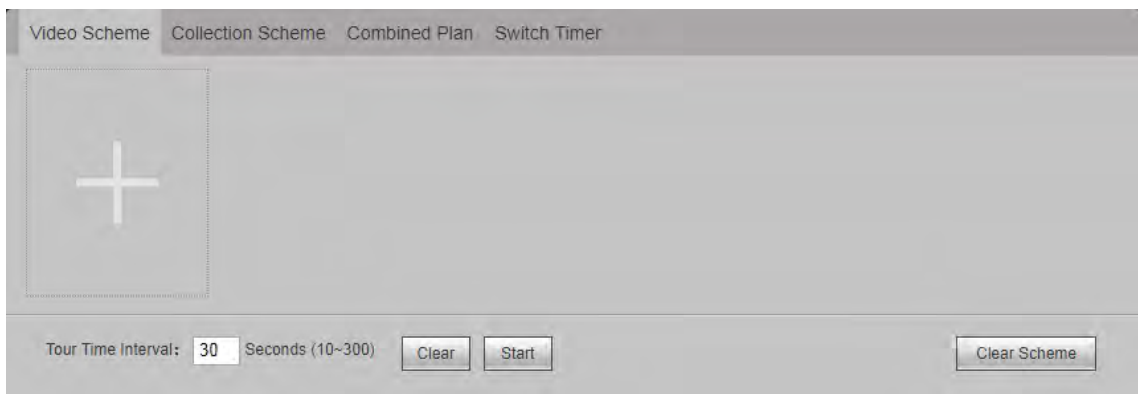 Video Scheme Collection Scheme Combined Plan Switch Timer
Tour Time Interval: 30 Seconds (10~300) Clear Start Clear Scheme